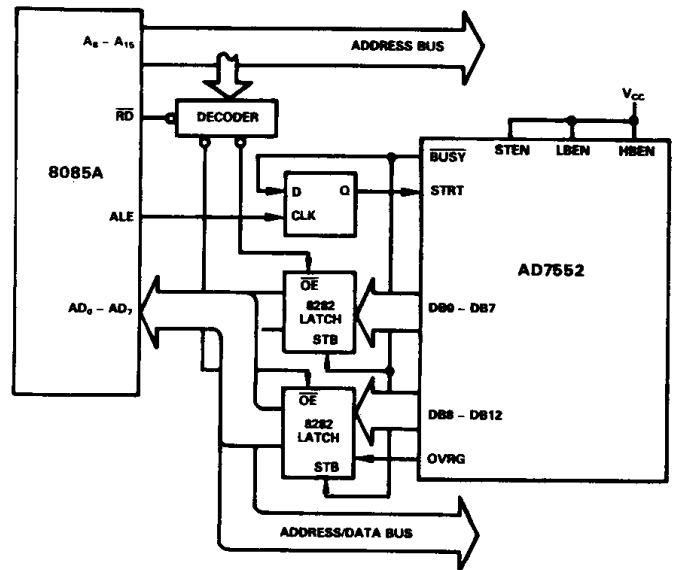 A₈ – A₁₅
ADDRESS BUS
VCC
RD
DECODER
BUSY
STEN
LBEN
HBEN
8085A
D
Q
STRT
ALE
CLK
AD7552
OE
8282
LATCH
STB
AD₀ – AD₇
DB0 – DB7
OE
8282
LATCH
STB
DB8 – DB12
OVRG
ADDRESS/DATA BUS